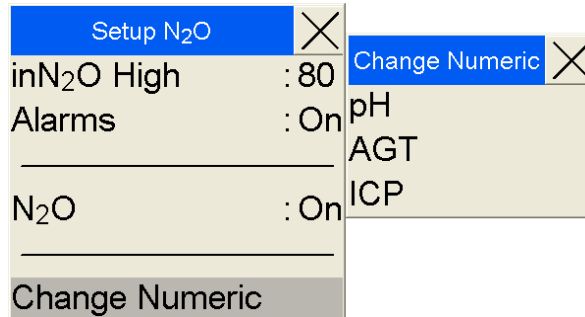 Setup N₂O
inN₂O High : 80
Alarms : On
N₂O : On
Change Numeric
Change Numeric
pH
AGT
ICP